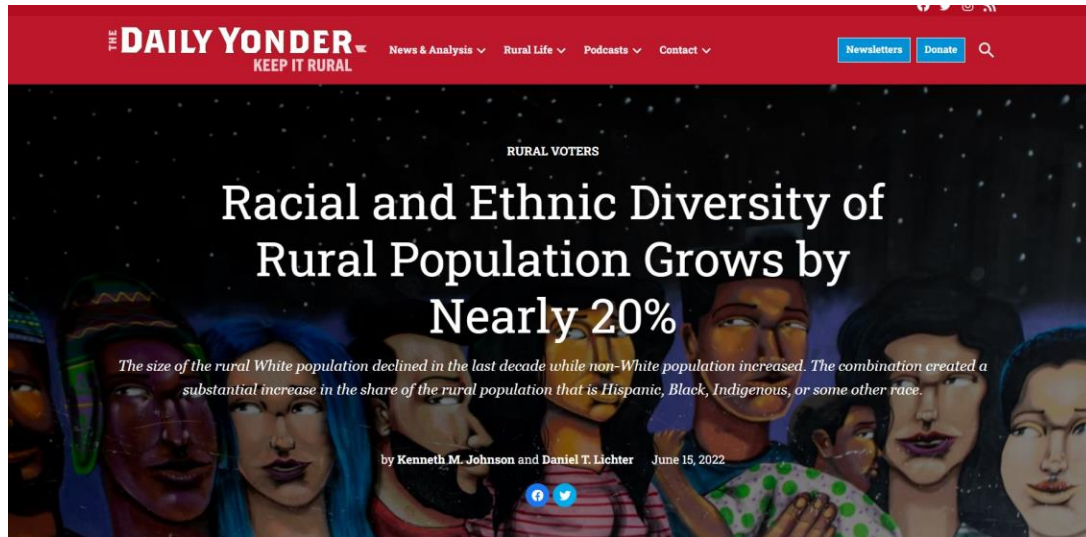 THE DAILY YONDER
KEEP IT RURAL
News & Analysis Rural Life Podcasts Contact Newsletters Donate
RURAL VOTERS
Racial and Ethnic Diversity of
Rural Population Grows by
Nearly 20%
The size of the rural White population declined in the last decade while non-White population increased. The combination created a
substantial increase in the share of the rural population that is Hispanic, Black, Indigenous, or some other race.
by Kenneth M. Johnson and Daniel T. Lichter June 15, 2022